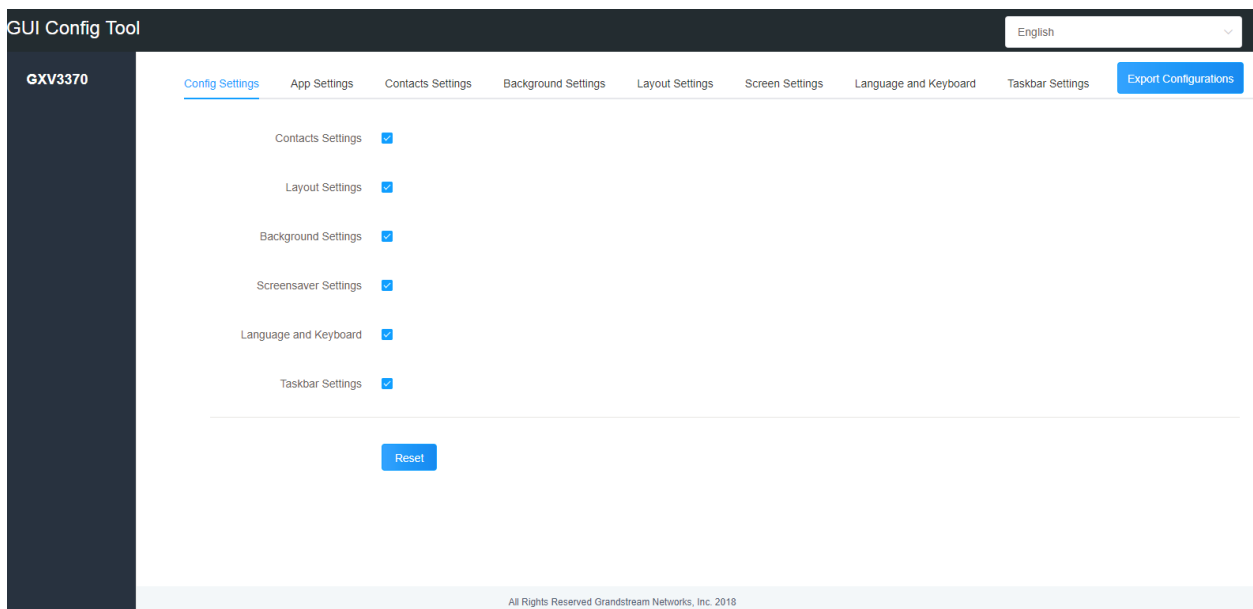 GUI Config Tool
English
GXV3370
Config Settings App Settings Contacts Settings Background Settings Layout Settings Screen Settings Language and Keyboard Taskbar Settings Export Configurations
Contacts Settings
Layout Settings
Background Settings
Screensaver Settings
Language and Keyboard
Taskbar Settings
Reset
All Rights Reserved Grandstream Networks, Inc. 2018